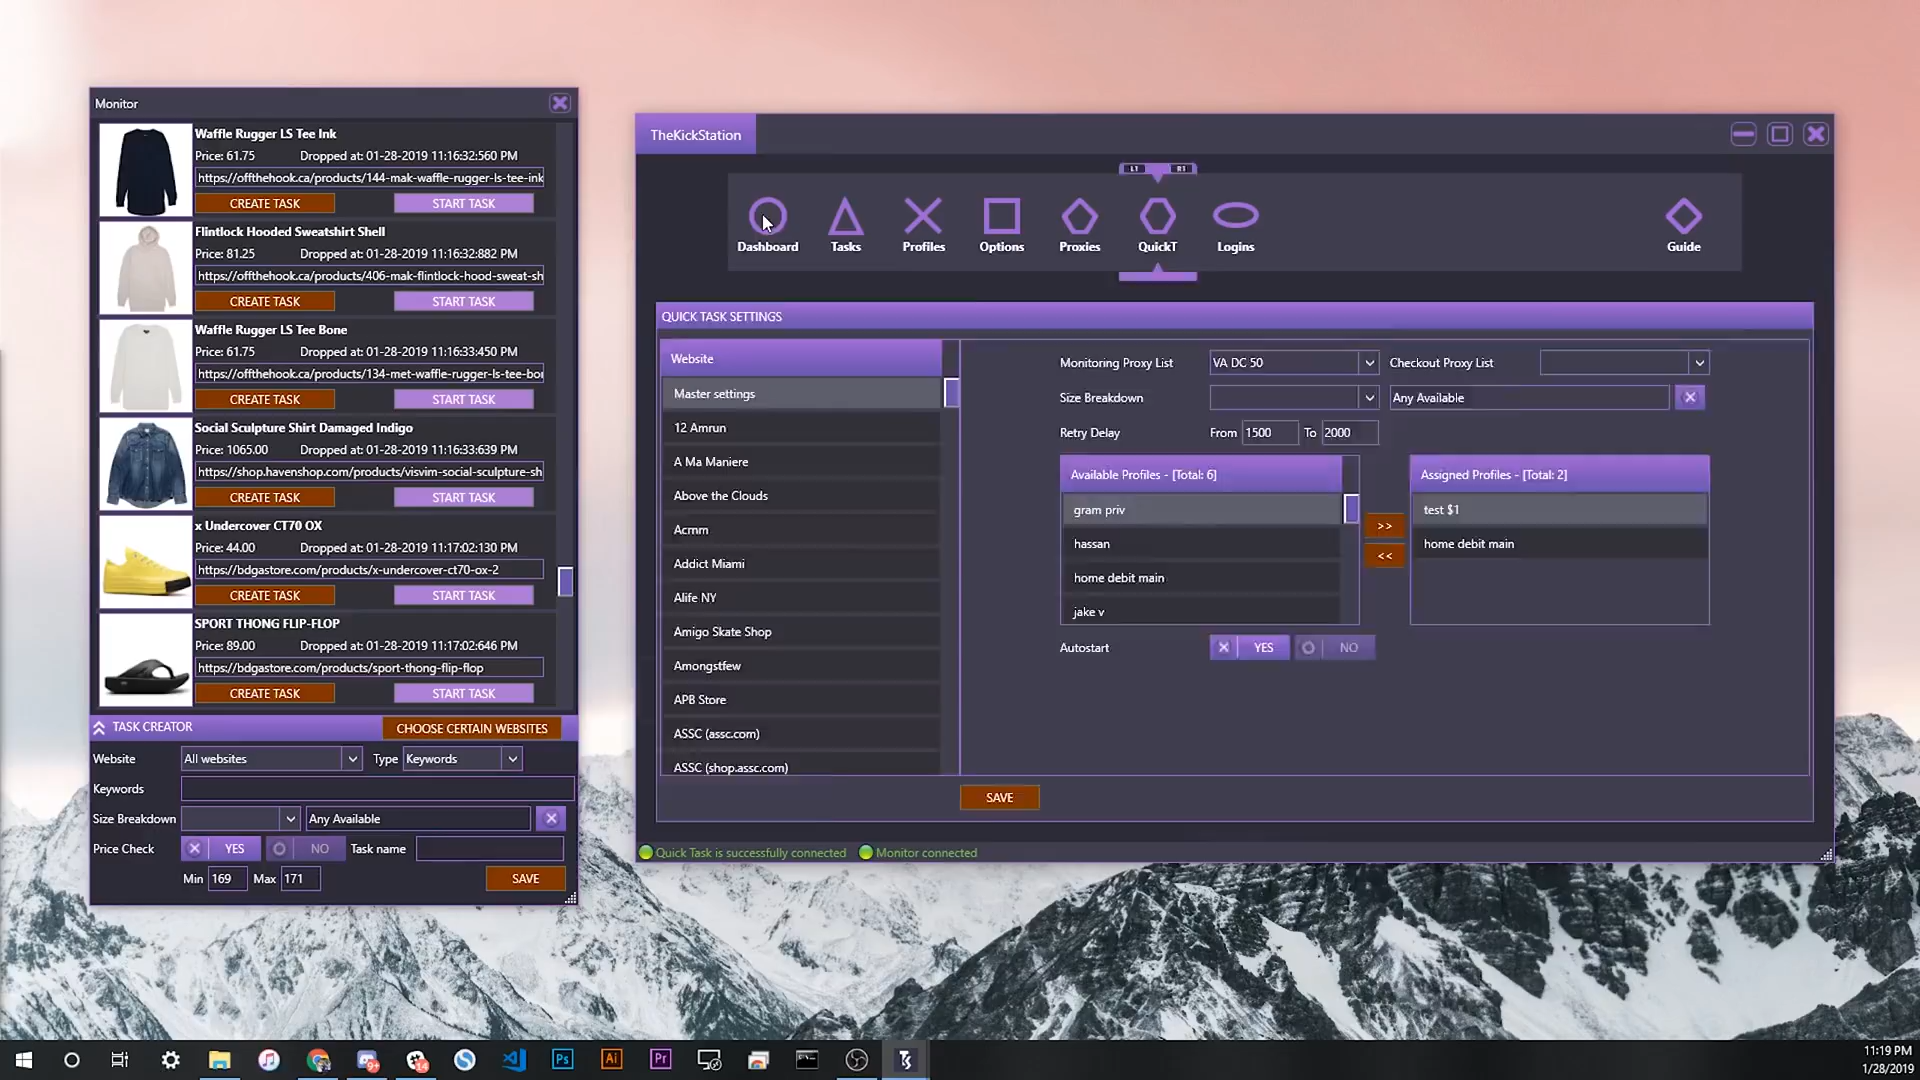 Monitor
Waffle Rugger LS Tee Ink
Price: 61.75 Dropped at: 01-28-2019 11:16:32:560 PM
https://offthehook.ca/products/144-mak-waffle-rugger-ls-tee-ink
CREATE TASK START TASK
Flintlock Hooded Sweatshirt Shell
Price: 81.25 Dropped at: 01-28-2019 11:16:32:882 PM
https://offthehook.ca/products/406-mak-flintlock-hood-sweat-sh
CREATE TASK START TASK
Waffle Rugger LS Tee Bone
Price: 61.75 Dropped at: 01-28-2019 11:16:33:450 PM
https://offthehook.ca/products/134-met-waffle-rugger-ls-tee-bo
CREATE TASK START TASK
Social Sculpture Shirt Damaged Indigo
Price: 1065.00 Dropped at: 01-28-2019 11:16:33:639 PM
https://shop.havenshop.com/products/visvim-social-sculpture-sh
CREATE TASK START TASK
x Undercover CT70 OX
Price: 44.00 Dropped at: 01-28-2019 11:17:02:130 PM
https://bdgastore.com/products/x-undercover-ct70-ox-2
CREATE TASK START TASK
SPORT THONG FLIP-FLOP
Price: 89.00 Dropped at: 01-28-2019 11:17:02:646 PM
https://bdgastore.com/products/sport-thong-flip-flop
CREATE TASK START TASK
TASK CREATOR CHOOSE CERTAIN WEBSITES
Website All websites Type Keywords
Keywords
Size Breakdown Any Available
Price Check YES NO Task name
Min 169 Max 171 SAVE
TheKickStation
L1 R1
Dashboard Tasks Profiles Options Proxies QuickT Logins Guide
QUICK TASK SETTINGS
Website
Master settings
12 Amrun
A Ma Maniere
Above the Clouds
Acrnm
Addict Miami
Alife NY
Amigo Skate Shop
Amongstfew
APB Store
ASSC (assc.com)
ASSC (shop.assc.com)
Monitoring Proxy List VA DC 50 Checkout Proxy List
Size Breakdown Any Available
Retry Delay From 1500 To 2000
Available Profiles - [Total: 6]
gram priv
hassan
home debit main
jake v
>>
<<
Assigned Profiles - [Total: 2]
test $1
home debit main
Autostart YES NO
SAVE
Quick Task is successfully connected Monitor connected
Ps Ai Pr
11:19 PM
1/28/2019